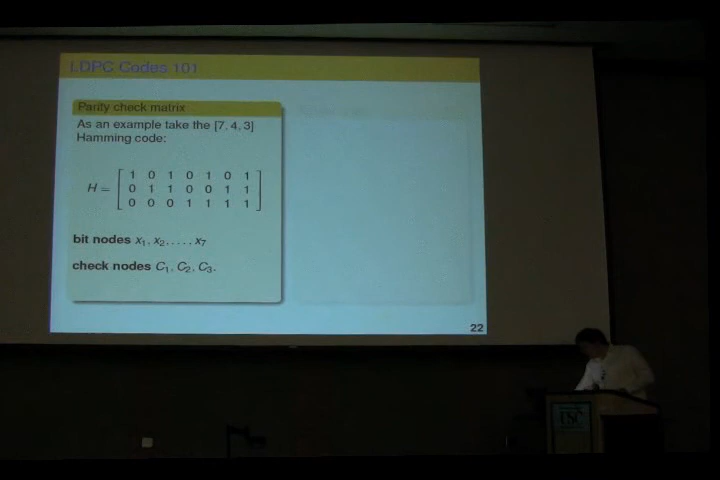 LDPC Codes 101
Parity check matrix
As an example take the [7, 4, 3]
Hamming code:
H = [ 1 0 1 0 1 0 1
0 1 1 0 0 1 1
0 0 0 1 1 1 1 ]
bit nodes x₁, x₂, . . . , x₇
check nodes C₁, C₂, C₃.
22
USC